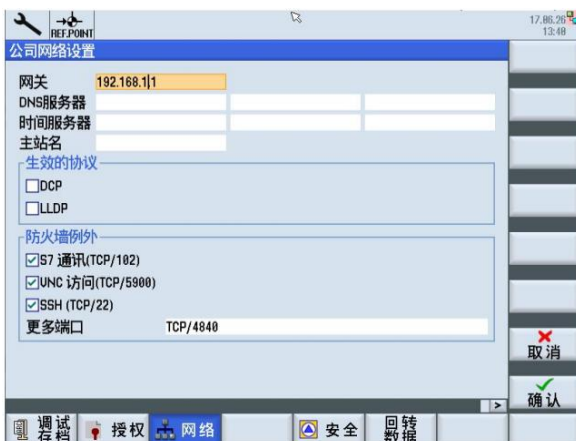 REF.POINT
17.06.26
13:48
公司网络设置
网关 192.168.1.1
DNS服务器
时间服务器
主站名
生效的协议
DCP
LLDP
防火墙例外
S7 通讯(TCP/102)
VNC 访问(TCP/5900)
SSH (TCP/22)
更多端口 TCP/4840
取消
确认
调试存档 授权 网络 安全 回转数据